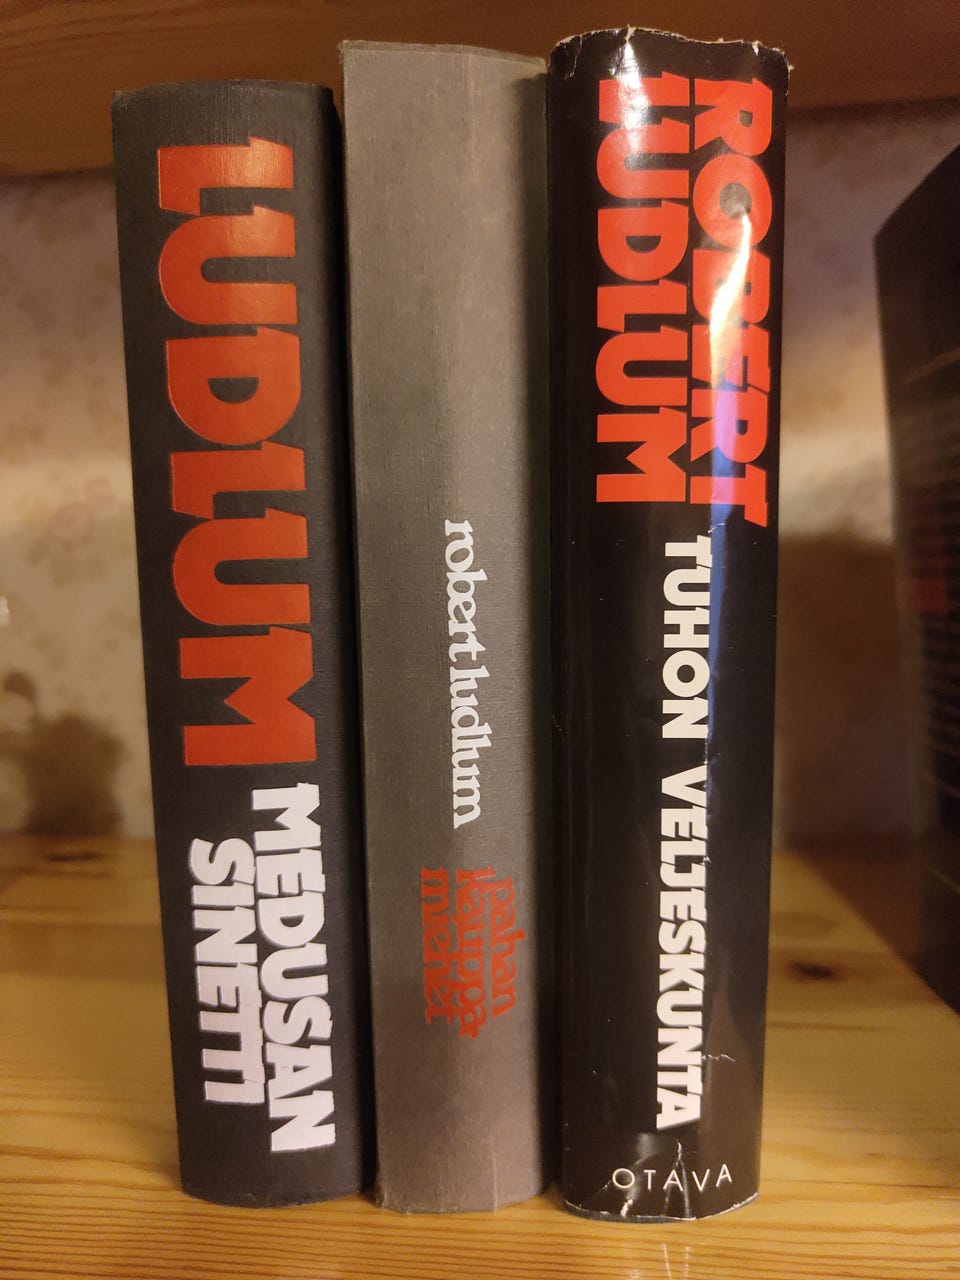 LUDLUM
MEDUSAN
SINETTI
robert ludlum
pahan
kauppa-
miehet
ROBERT
LUDLUM
TUHON VELJESKUNTA
OTAVA